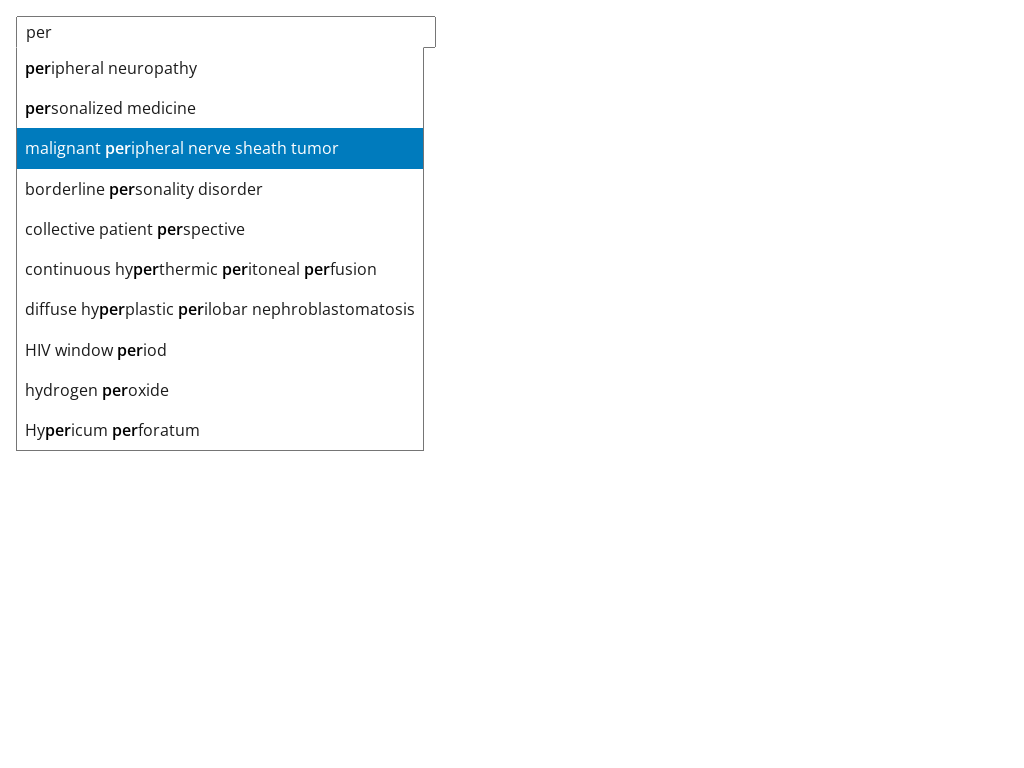 per
peripheral neuropathy
personalized medicine
malignant peripheral nerve sheath tumor
borderline personality disorder
collective patient perspective
continuous hyperthermic peritoneal perfusion
diffuse hyperplastic perilobar nephroblastomatosis
HIV window period
hydrogen peroxide
Hypericum perforatum